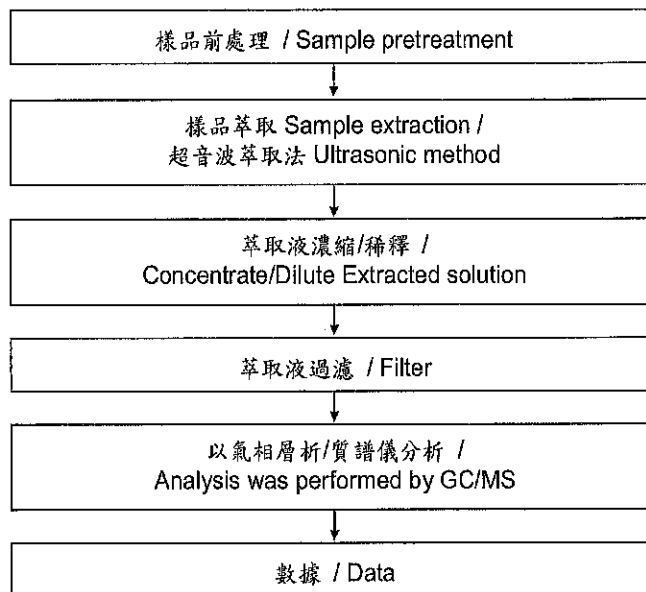 樣品前處理 / Sample pretreatment
樣品萃取 Sample extraction /
超音波萃取法 Ultrasonic method
萃取液濃縮/稀釋 /
Concentrate/Dilute Extracted solution
萃取液過濾 / Filter
以氣相層析/質譜儀分析 /
Analysis was performed by GC/MS
數據 / Data